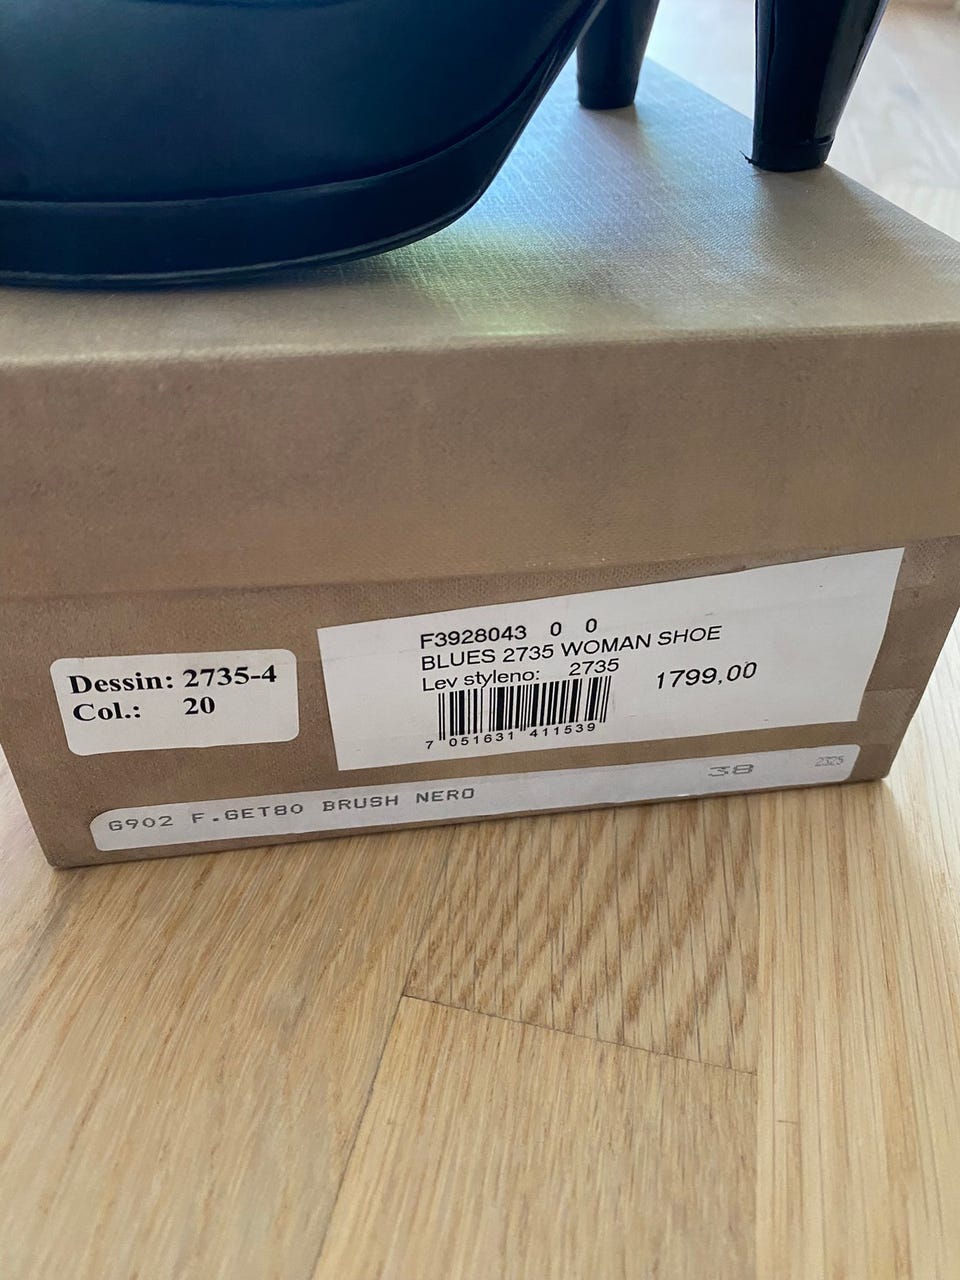 Dessin: 2735-4
Col.: 20
F3928043 0 0
BLUES 2735 WOMAN SHOE
Lev styleno: 2735
1799,00
7 051631 411539
G902 F.GET80 BRUSH NERO 38 2325